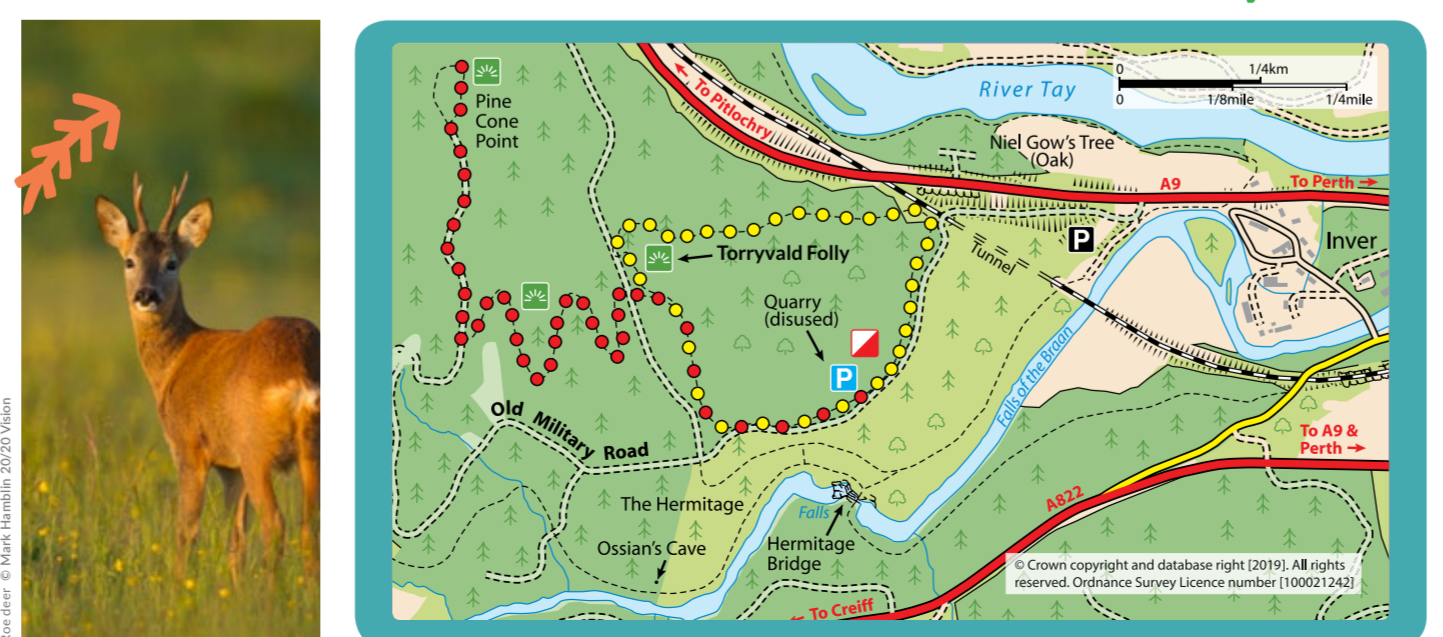 Roe deer © Mark Hamblin 20/20 Vision
Pine
Cone
Point
To Pitlochry
River Tay
0
1/4km
0
1/8mile
1/4mile
Niel Gow's Tree
(Oak)
A9
To Perth →
Torryvald Folly
Tunnel
P
Inver
Quarry
(disused)
P
Falls of the Braan
Old Military Road
To A9 &
Perth →
A822
The Hermitage
Falls
Ossian's Cave
Hermitage
Bridge
© Crown copyright and database right [2019]. All rights
reserved. Ordnance Survey Licence number [100021242]
← To Creiff